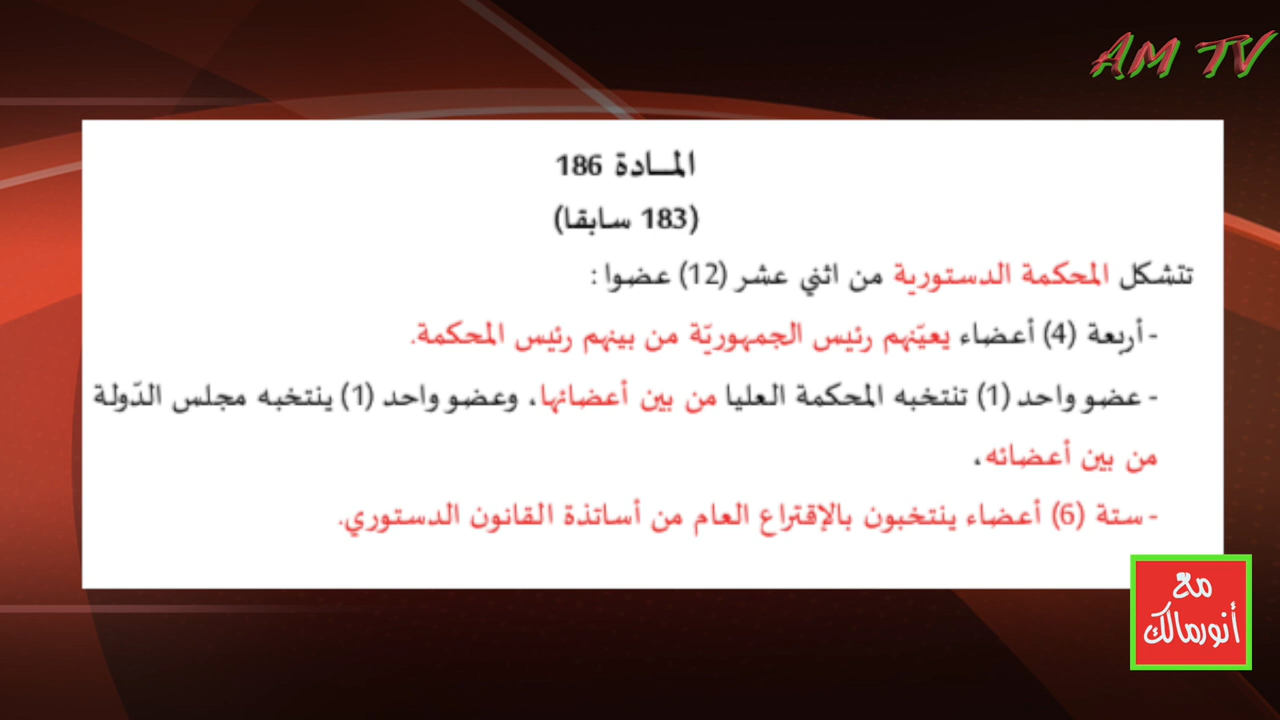 AM TV
المــادة 186
(183 سابقا)
تتشكل المحكمة الدستورية من اثني عشر (12) عضوا :
- أربعة (4) أعضاء يعيّنهم رئيس الجمهوريّة من بينهم رئيس المحكمة.
- عضو واحد (1) تنتخبه المحكمة العليا من بين أعضائها، وعضو واحد (1) ينتخبه مجلس الدّولة
من بين أعضائه،
- ستة (6) أعضاء ينتخبون بالإقتراع العام من أساتذة القانون الدستوري.
مع
أنورمالك